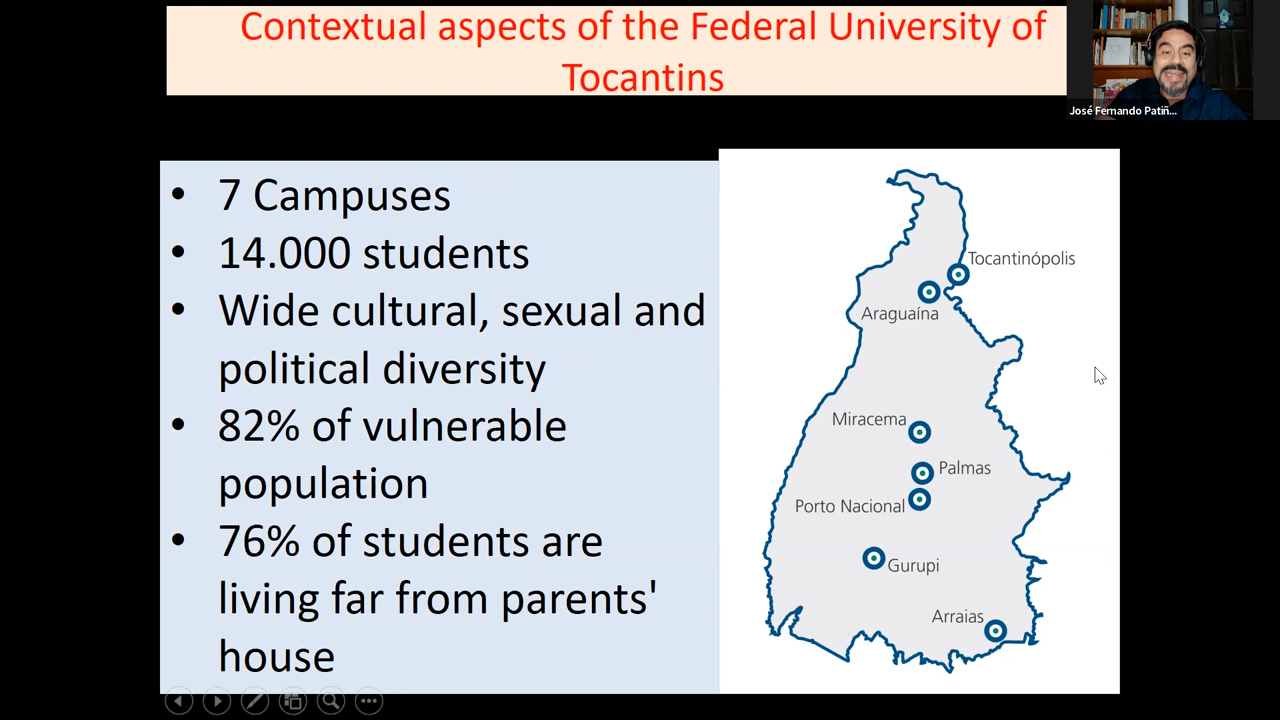 Contextual aspects of the Federal University of
Tocantins
José Fernando Patiñ...
• 7 Campuses
• 14.000 students
• Wide cultural, sexual and
political diversity
• 82% of vulnerable
population
• 76% of students are
living far from parents'
house
Tocantinópolis
Araguaína
Miracema
Palmas
Porto Nacional
Gurupi
Arraias